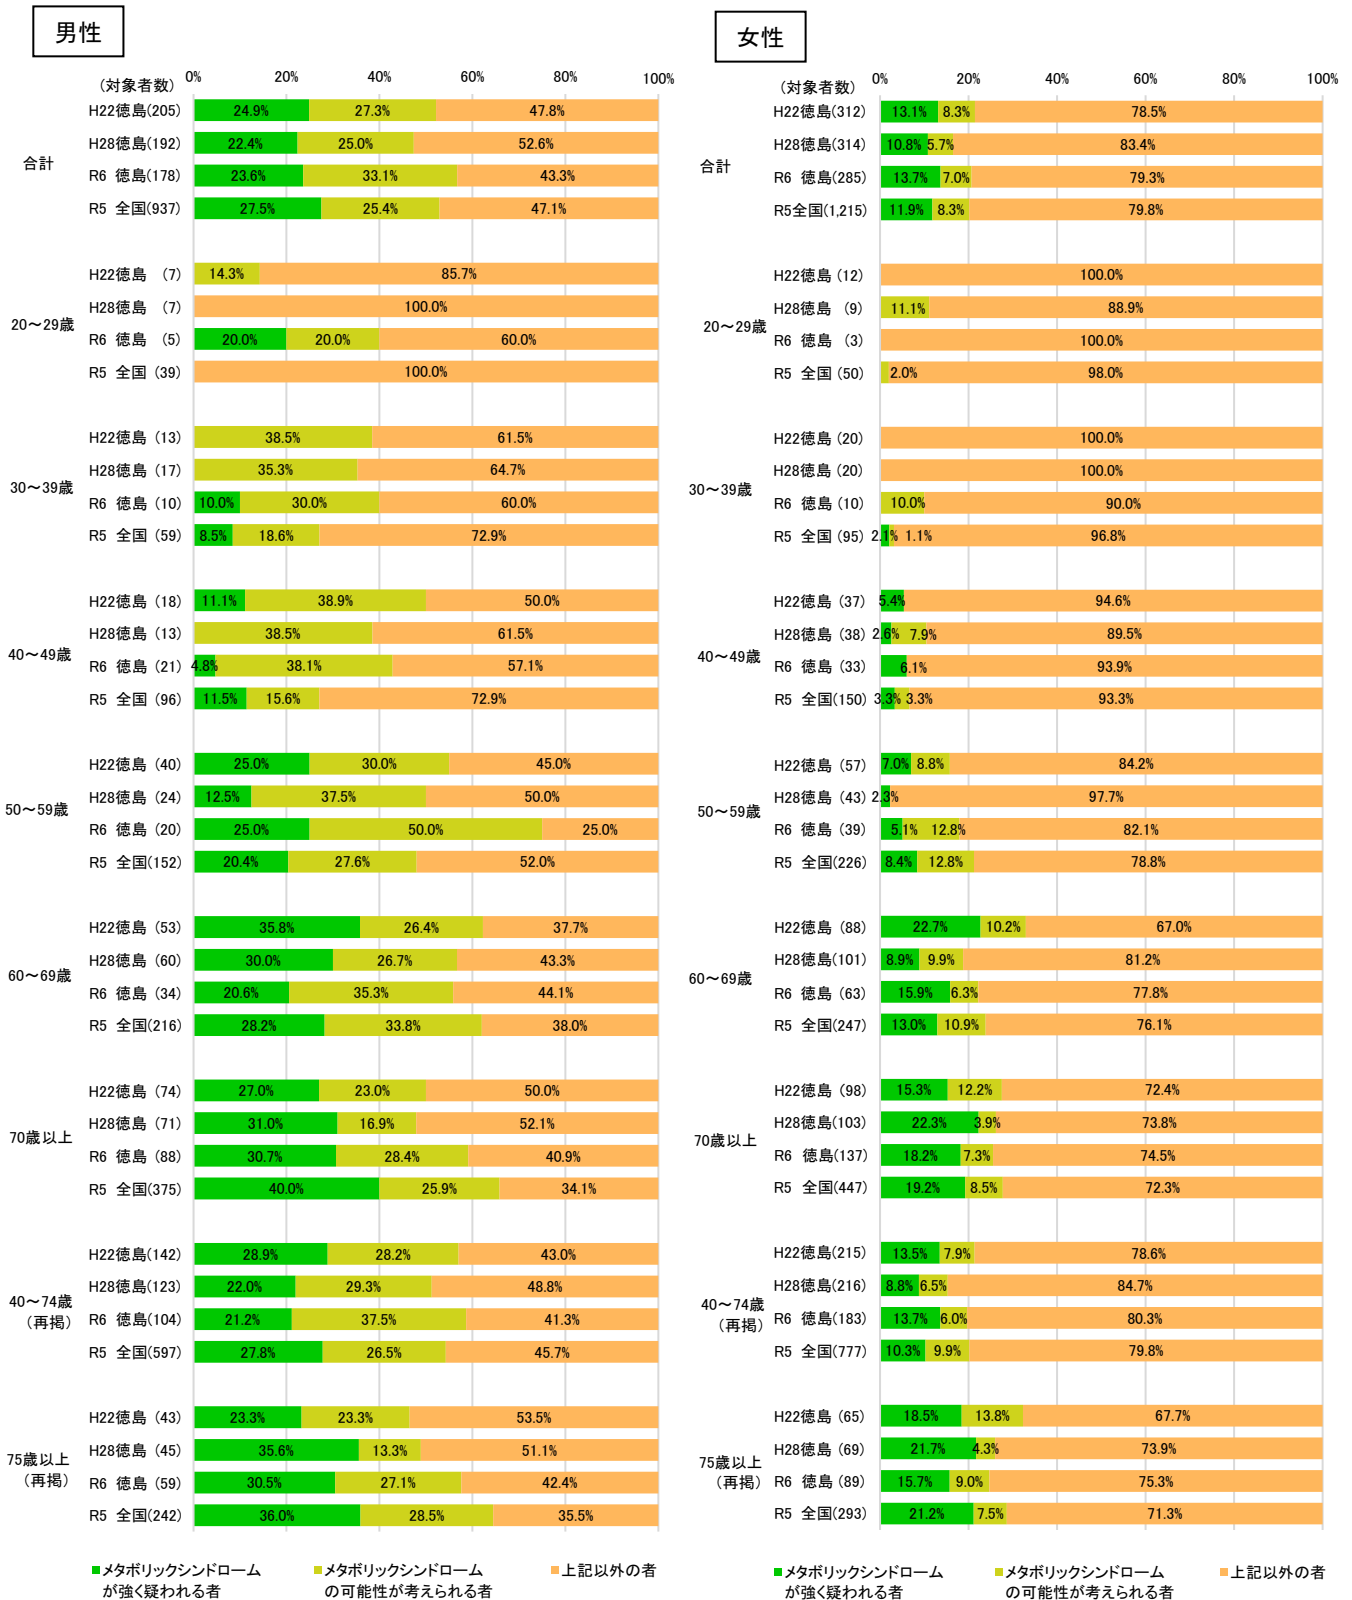 男性
(対象者数) 0% 20% 40% 60% 80% 100%
合計
H22徳島(205) 24.9% 27.3% 47.8%
H28徳島(192) 22.4% 25.0% 52.6%
R6 徳島(178) 23.6% 33.1% 43.3%
R5 全国(937) 27.5% 25.4% 47.1%
20～29歳
H22徳島 (7) 14.3% 85.7%
H28徳島 (7) 100.0%
R6 徳島 (5) 20.0% 20.0% 60.0%
R5 全国 (39) 100.0%
30～39歳
H22徳島 (13) 38.5% 61.5%
H28徳島 (17) 35.3% 64.7%
R6 徳島 (10) 10.0% 30.0% 60.0%
R5 全国 (59) 8.5% 18.6% 72.9%
40～49歳
H22徳島 (18) 11.1% 38.9% 50.0%
H28徳島 (13) 38.5% 61.5%
R6 徳島 (21) 4.8% 38.1% 57.1%
R5 全国 (96) 11.5% 15.6% 72.9%
50～59歳
H22徳島 (40) 25.0% 30.0% 45.0%
H28徳島 (24) 12.5% 37.5% 50.0%
R6 徳島 (20) 25.0% 50.0% 25.0%
R5 全国(152) 20.4% 27.6% 52.0%
60～69歳
H22徳島 (53) 35.8% 26.4% 37.7%
H28徳島 (60) 30.0% 26.7% 43.3%
R6 徳島 (34) 20.6% 35.3% 44.1%
R5 全国(216) 28.2% 33.8% 38.0%
70歳以上
H22徳島 (74) 27.0% 23.0% 50.0%
H28徳島 (71) 31.0% 16.9% 52.1%
R6 徳島 (88) 30.7% 28.4% 40.9%
R5 全国(375) 40.0% 25.9% 34.1%
40～74歳
(再掲)
H22徳島(142) 28.9% 28.2% 43.0%
H28徳島(123) 22.0% 29.3% 48.8%
R6 徳島(104) 21.2% 37.5% 41.3%
R5 全国(597) 27.8% 26.5% 45.7%
75歳以上
(再掲)
H22徳島 (43) 23.3% 23.3% 53.5%
H28徳島 (45) 35.6% 13.3% 51.1%
R6 徳島 (59) 30.5% 27.1% 42.4%
R5 全国(242) 36.0% 28.5% 35.5%
メタボリックシンドローム
が強く疑われる者
メタボリックシンドローム
の可能性が考えられる者
上記以外の者
女性
(対象者数) 0% 20% 40% 60% 80% 100%
合計
H22徳島(312) 13.1% 8.3% 78.5%
H28徳島(314) 10.8% 5.7% 83.4%
R6 徳島(285) 13.7% 7.0% 79.3%
R5全国(1,215) 11.9% 8.3% 79.8%
20～29歳
H22徳島 (12) 100.0%
H28徳島 (9) 11.1% 88.9%
R6 徳島 (3) 100.0%
R5 全国 (50) 2.0% 98.0%
30～39歳
H22徳島 (20) 100.0%
H28徳島 (20) 100.0%
R6 徳島 (10) 10.0% 90.0%
R5 全国 (95) 2.1% 1.1% 96.8%
40～49歳
H22徳島 (37) 5.4% 94.6%
H28徳島 (38) 2.6% 7.9% 89.5%
R6 徳島 (33) 6.1% 93.9%
R5 全国(150) 3.3% 3.3% 93.3%
50～59歳
H22徳島 (57) 7.0% 8.8% 84.2%
H28徳島 (43) 2.3% 97.7%
R6 徳島 (39) 5.1% 12.8% 82.1%
R5 全国(226) 8.4% 12.8% 78.8%
60～69歳
H22徳島 (88) 22.7% 10.2% 67.0%
H28徳島(101) 8.9% 9.9% 81.2%
R6 徳島 (63) 15.9% 6.3% 77.8%
R5 全国(247) 13.0% 10.9% 76.1%
70歳以上
H22徳島 (98) 15.3% 12.2% 72.4%
H28徳島(103) 22.3% 3.9% 73.8%
R6 徳島(137) 18.2% 7.3% 74.5%
R5 全国(447) 19.2% 8.5% 72.3%
40～74歳
(再掲)
H22徳島(215) 13.5% 7.9% 78.6%
H28徳島(216) 8.8% 6.5% 84.7%
R6 徳島(183) 13.7% 6.0% 80.3%
R5 全国(777) 10.3% 9.9% 79.8%
75歳以上
(再掲)
H22徳島 (65) 18.5% 13.8% 67.7%
H28徳島 (69) 21.7% 4.3% 73.9%
R6 徳島 (89) 15.7% 9.0% 75.3%
R5 全国(293) 21.2% 7.5% 71.3%
メタボリックシンドローム
が強く疑われる者
メタボリックシンドローム
の可能性が考えられる者
上記以外の者